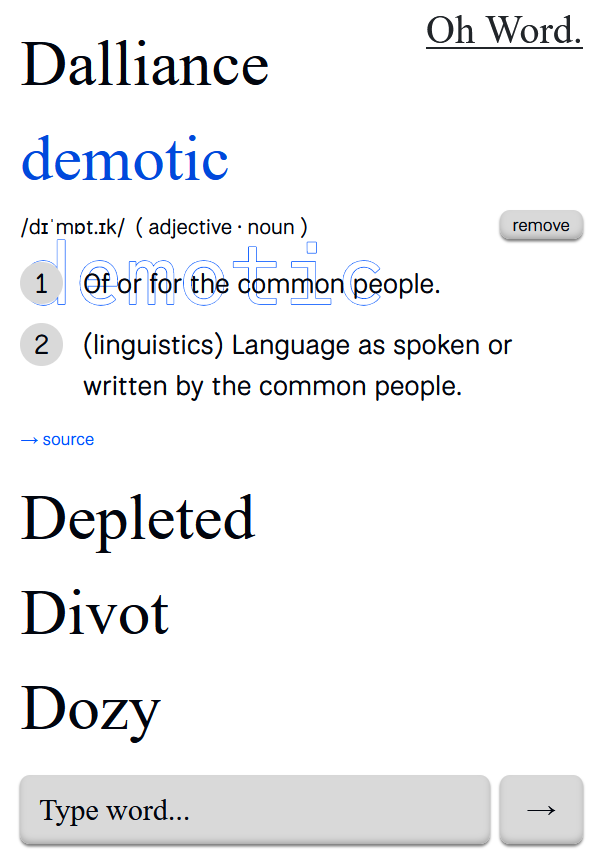 Oh Word.
Dalliance
demotic
/dɪˈmɒt.ɪk/ ( adjective · noun )
remove
demotic
1 Of or for the common people.
2 (linguistics) Language as spoken or
written by the common people.
→ source
Depleted
Divot
Dozy
Type word... →